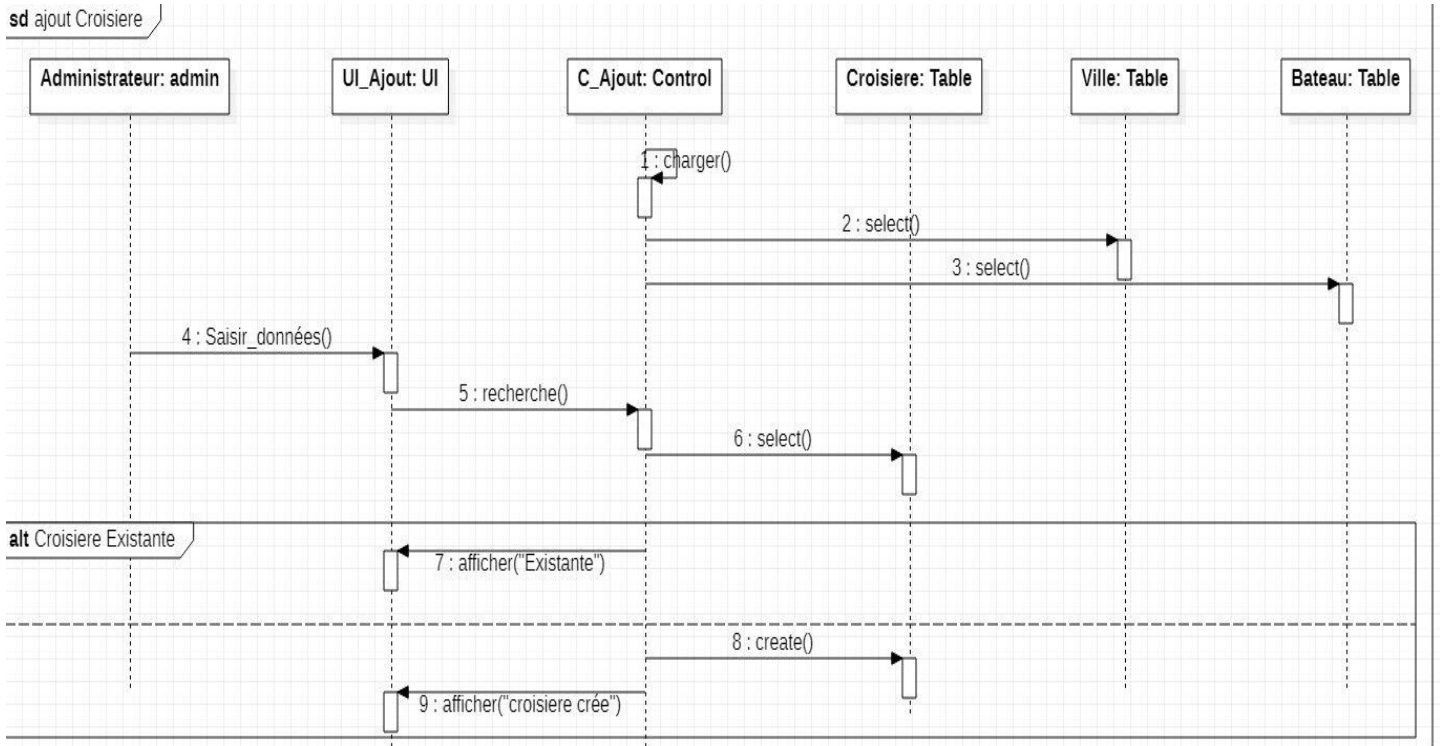 sd ajout Croisiere
Administrateur: admin
UI_Ajout: UI
C_Ajout: Control
Croisiere: Table
Ville: Table
Bateau: Table
1 : charger()
2 : select()
3 : select()
4 : Saisir_données()
5 : recherche()
6 : select()
alt Croisiere Existante
7 : afficher("Existante")
8 : create()
9 : afficher("croisiere crée")